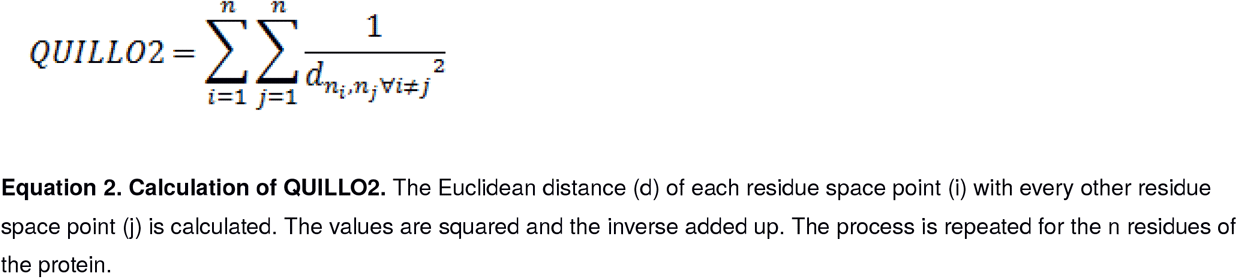 QUILLO2 = \sum_{i=1}^{n} \sum_{j=1}^{n} \frac{1}{{d_{n_i,n_j \forall i \neq j}}^{2}}
Equation 2. Calculation of QUILLO2. The Euclidean distance (d) of each residue space point (i) with every other residue
space point (j) is calculated. The values are squared and the inverse added up. The process is repeated for the n residues of
the protein.